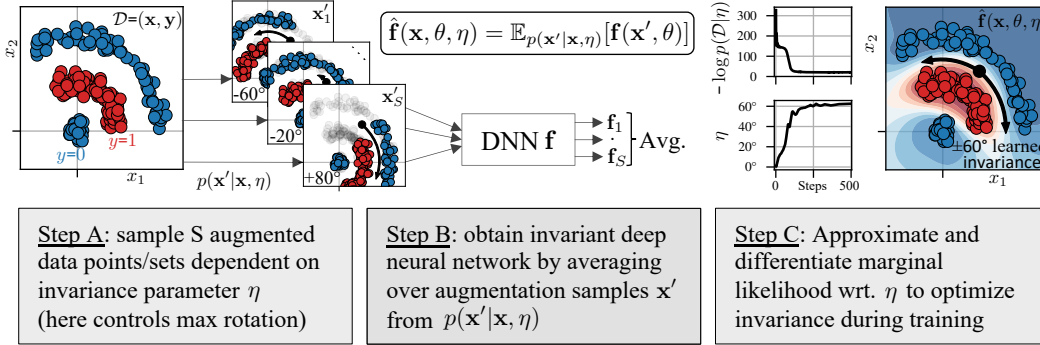 𝒟=(x, y)
x₂
x₁
y=0
y=1
p(x′|x, η)
x′₁
-60°
-20°
x′_S
+80°
f̂(x, θ, η) = 𝔼_{p(x′|x,η)}[f(x′, θ)]
DNN f
f₁
f_S
Avg.
− log p(𝒟|η)
300
200
100
0
η
60°
40°
20°
0°
0
Steps
500
x₂
f̂(x, θ, η)
±60° learned
invariance
x₁
Step A: sample S augmented
data points/sets dependent on
invariance parameter η
(here controls max rotation)
Step B: obtain invariant deep
neural network by averaging
over augmentation samples x′
from p(x′|x, η)
Step C: Approximate and
differentiate marginal
likelihood wrt. η to optimize
invariance during training